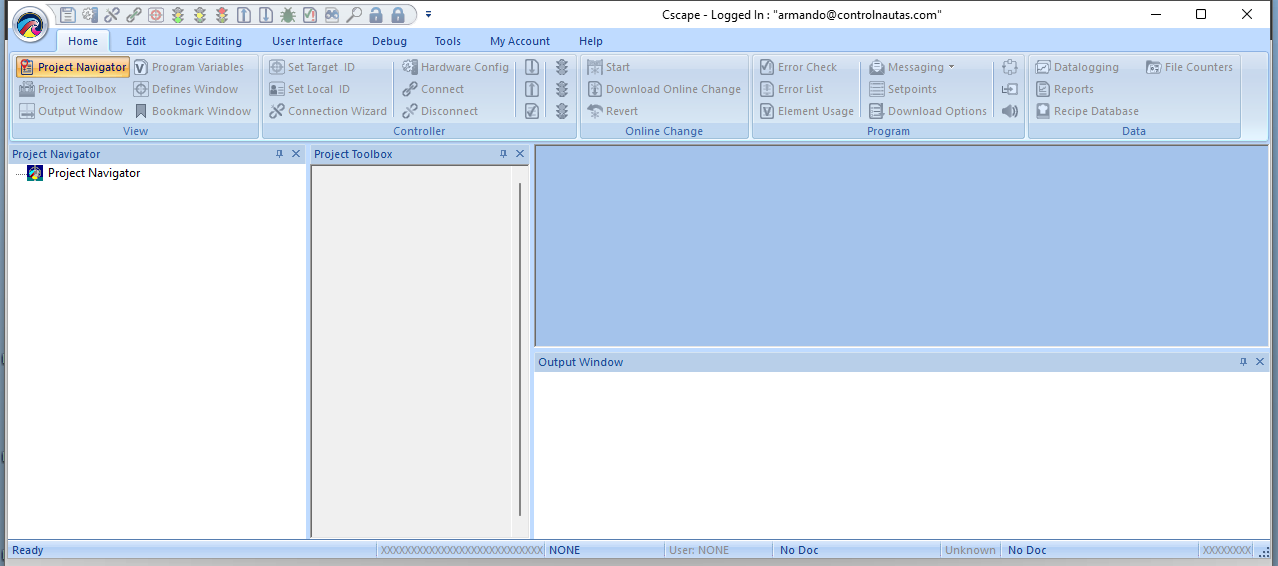 Cscape - Logged In : "armando@controlnautas.com"
Home Edit Logic Editing User Interface Debug Tools My Account Help
Project Navigator Program Variables Set Target ID Hardware Config Start Error Check Messaging Datalogging File Counters
Project Toolbox Defines Window Set Local ID Connect Download Online Change Error List Setpoints Reports
Output Window Bookmark Window Connection Wizard Disconnect Revert Element Usage Download Options Recipe Database
View Controller Online Change Program Data
Project Navigator Project Toolbox
Project Navigator
Output Window
Ready XXXXXXXXXXXXXXXXXXXXXXXXXXX NONE User: NONE No Doc Unknown No Doc XXXXXXXX